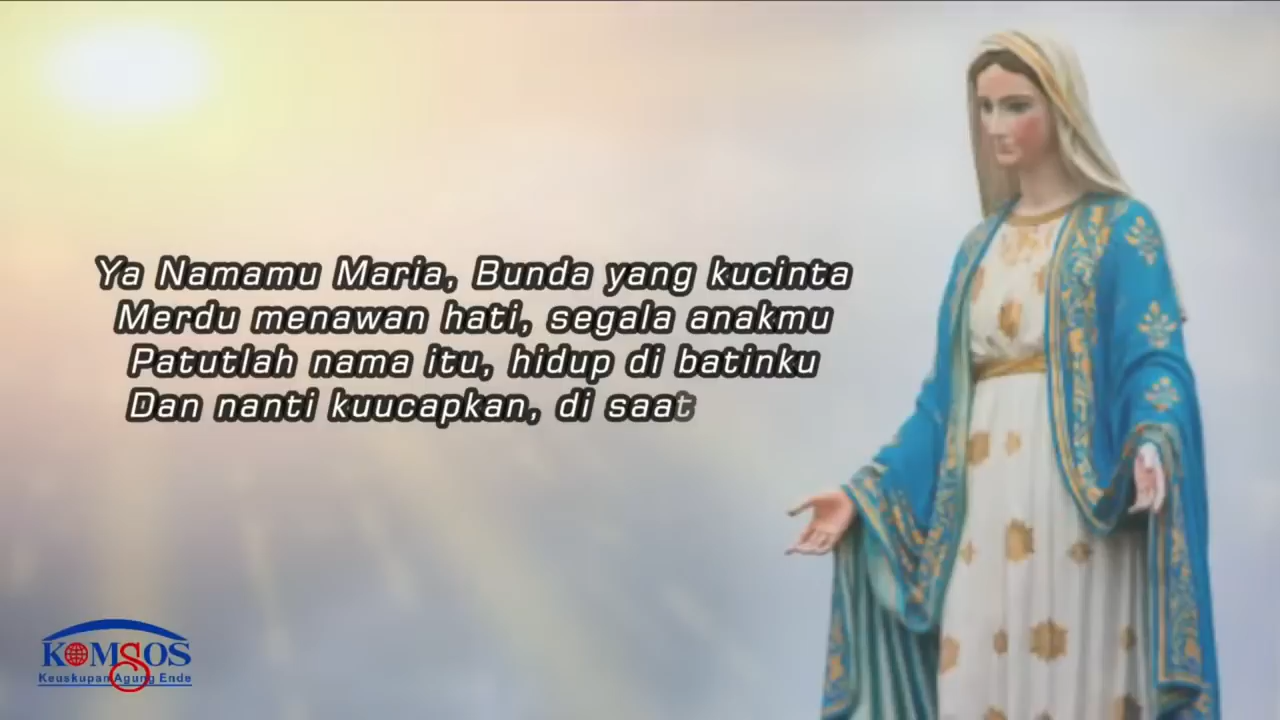 Ya Namamu Maria, Bunda yang kucinta
Merdu menawan hati, segala anakmu
Patutlah nama itu, hidup di batinku
Dan nanti kuucapkan, di saat
KOMSOS
Keuskupan Agung Ende